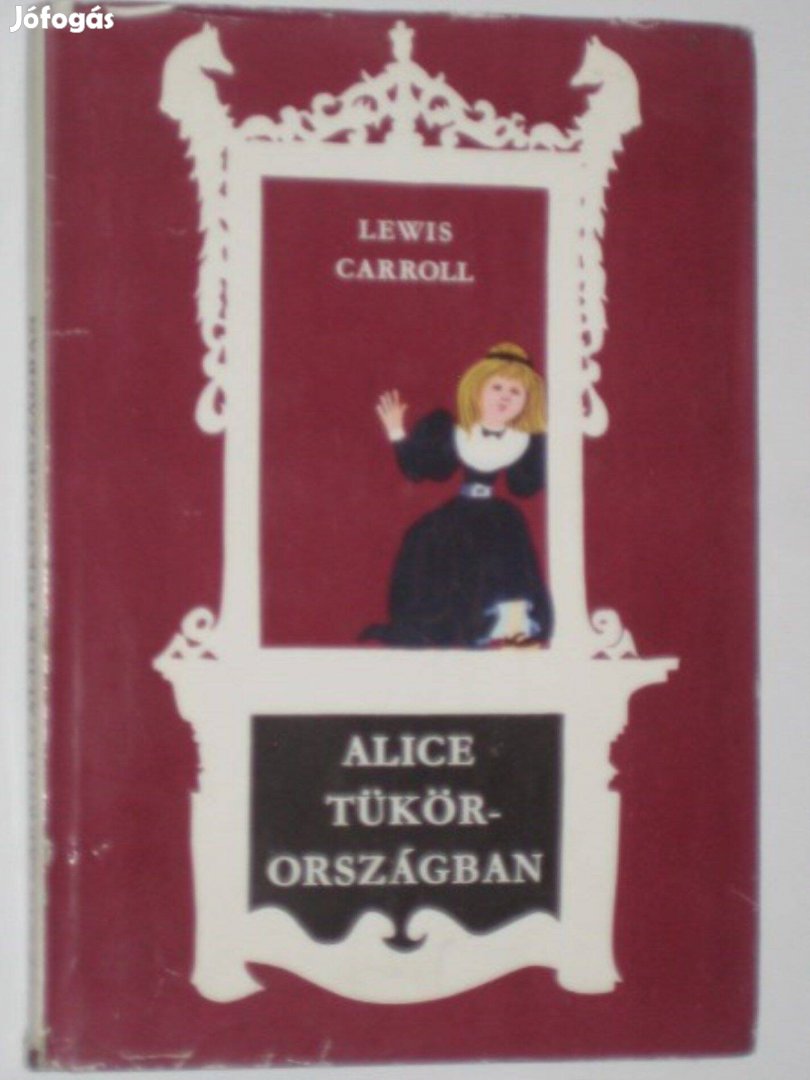 Jófogás
LEWIS
CARROLL
ALICE
TÜKÖR-
ORSZÁGBAN